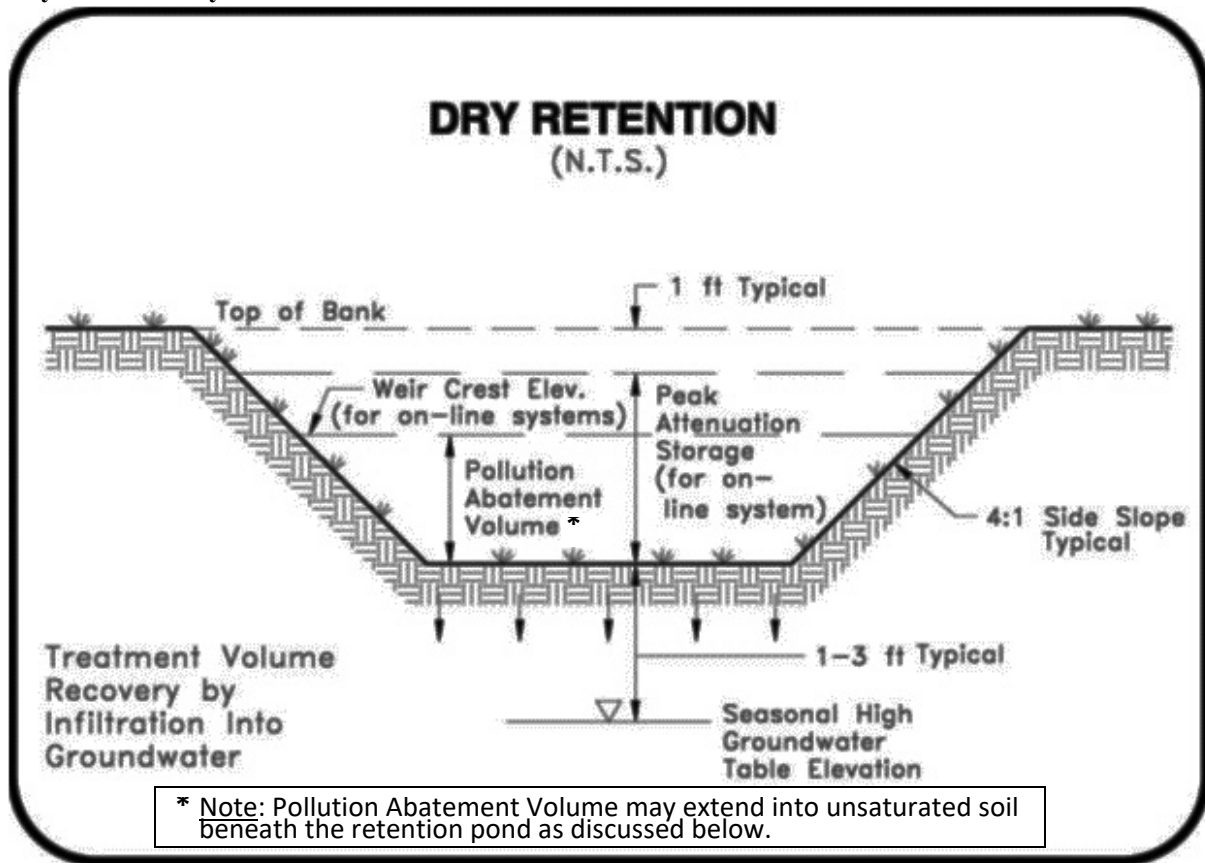 DRY RETENTION
(N.T.S.)
1 ft Typical
Top of Bank
Weir Crest Elev.
(for on-line systems)
Peak
Attenuation
Storage
(for on-
line system)
Pollution
Abatement
Volume *
4:1 Side Slope
Typical
Treatment Volume
Recovery by
Infiltration Into
Groundwater
1-3 ft Typical
Seasonal High
Groundwater
Table Elevation
* Note: Pollution Abatement Volume may extend into unsaturated soil
beneath the retention pond as discussed below.